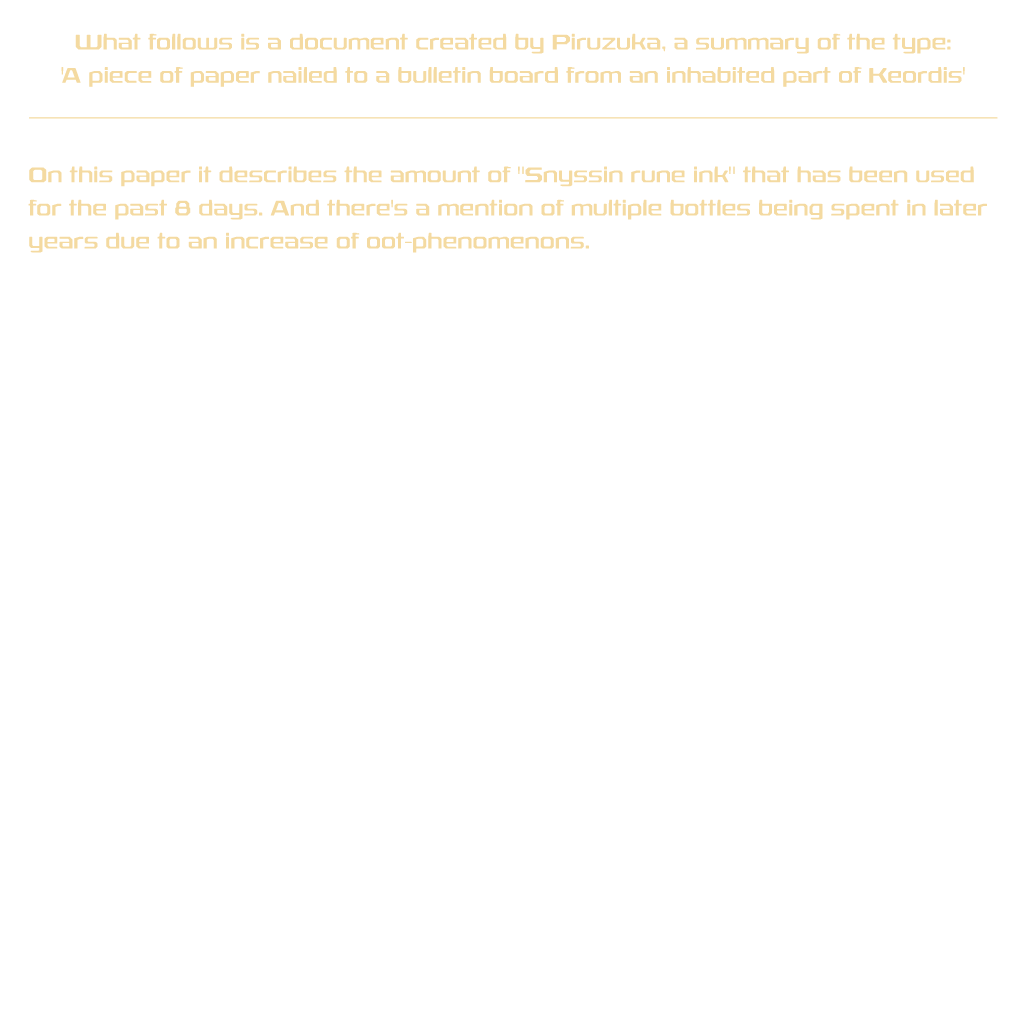 What follows is a document created by Piruzuka, a summary of the type:
'A piece of paper nailed to a bulletin board from an inhabited part of Keordis'
On this paper it describes the amount of "Snyssin rune ink" that has been used
for the past 8 days. And there's a mention of multiple bottles being spent in later
years due to an increase of oot-phenomenons.